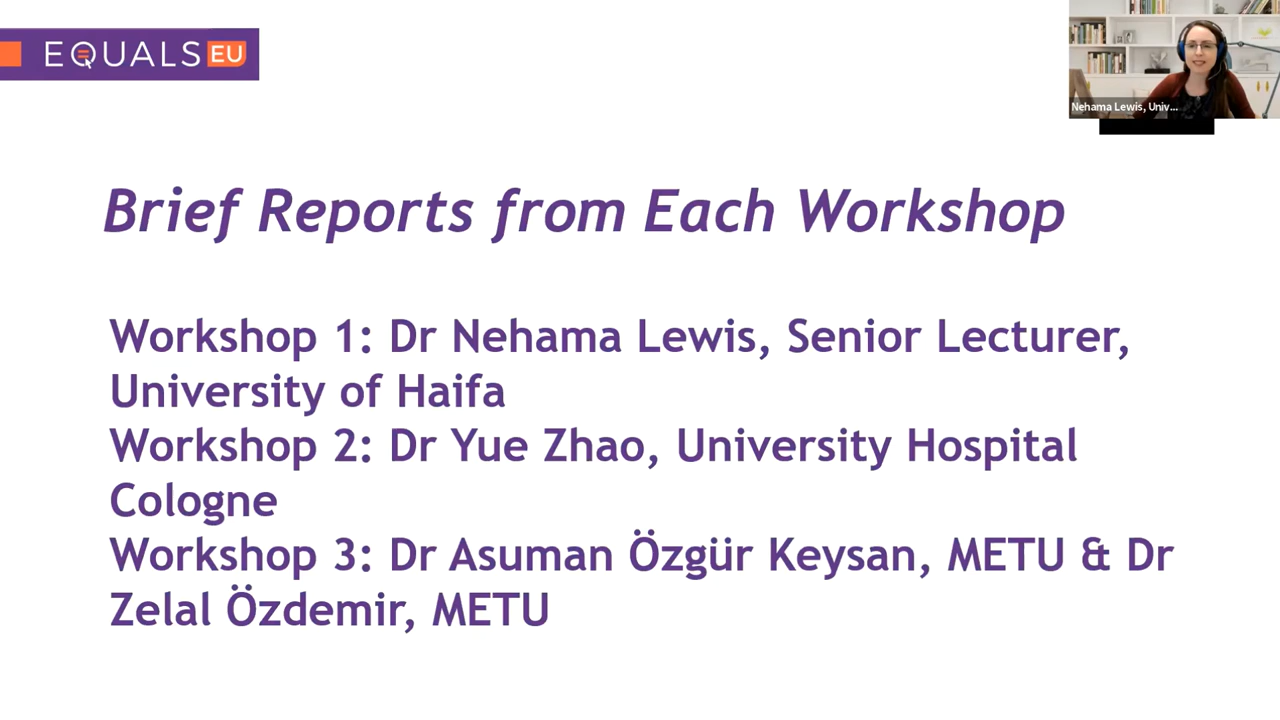 EQUALS EU
Nehama Lewis, Univ...
Brief Reports from Each Workshop
Workshop 1: Dr Nehama Lewis, Senior Lecturer,
University of Haifa
Workshop 2: Dr Yue Zhao, University Hospital
Cologne
Workshop 3: Dr Asuman Özgür Keysan, METU & Dr
Zelal Özdemir, METU